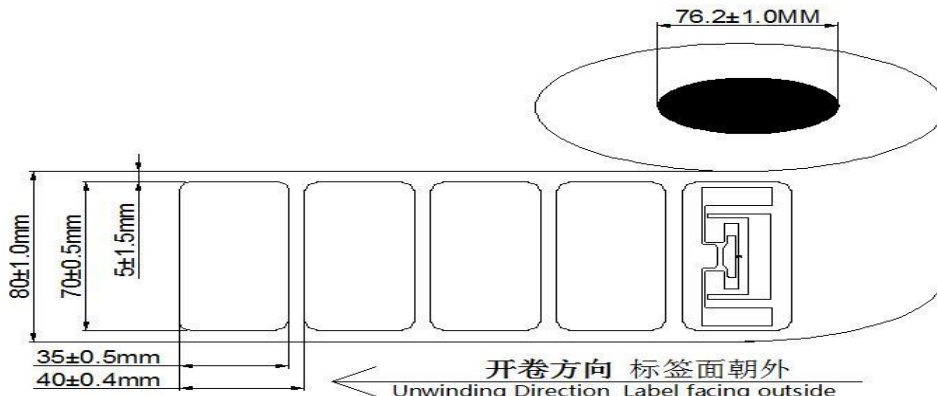 76.2±1.0MM
80±1.0mm
70±0.5mm
5±1.5mm
35±0.5mm
40±0.4mm
开卷方向 标签面朝外
Unwinding Direction Label facing outside